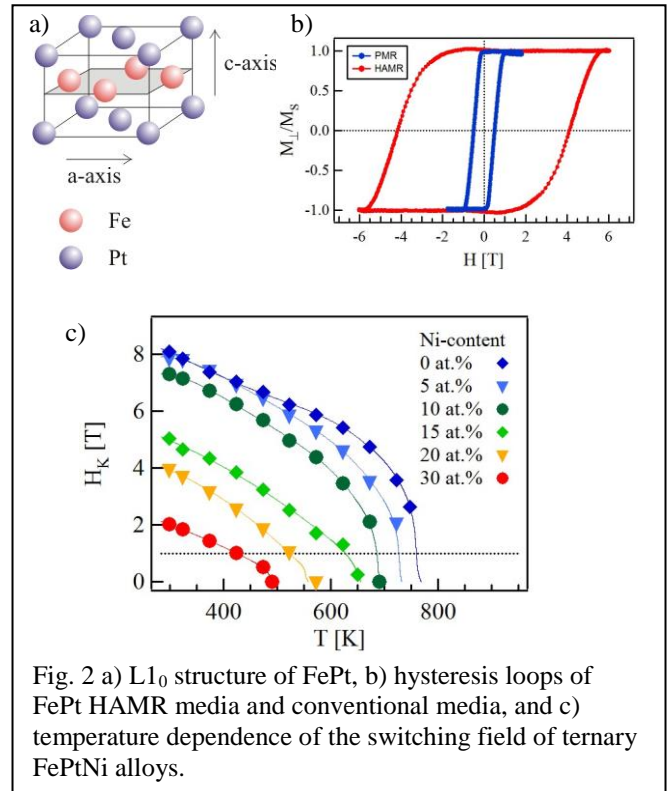 a)
c-axis
a-axis
Fe
Pt
b)
PMR
HAMR
M⊥/MS
1.0
0.5
0.0
-0.5
-1.0
-6 -4 -2 0 2 4 6
H [T]
c)
Ni-content
0 at.%
5 at.%
10 at.%
15 at.%
20 at.%
30 at.%
HK [T]
8
6
4
2
0
400 600 800
T [K]
Fig. 2 a) L1₀ structure of FePt, b) hysteresis loops of
FePt HAMR media and conventional media, and c)
temperature dependence of the switching field of ternary
FePtNi alloys.